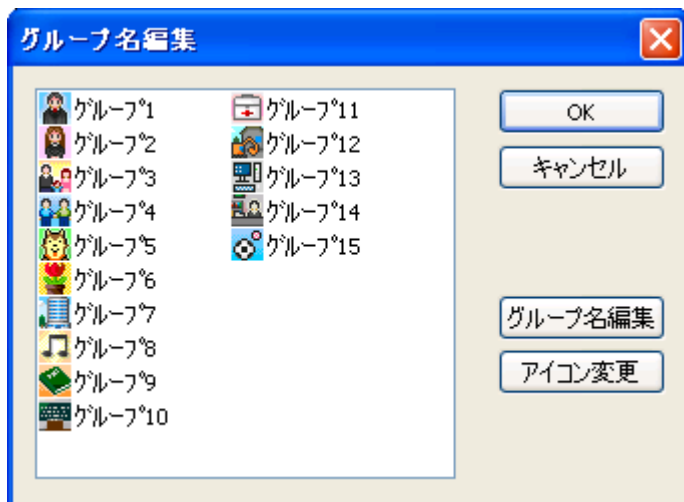 グループ名編集
ｸﾞﾙｰﾌﾟ1
ｸﾞﾙｰﾌﾟ2
ｸﾞﾙｰﾌﾟ3
ｸﾞﾙｰﾌﾟ4
ｸﾞﾙｰﾌﾟ5
ｸﾞﾙｰﾌﾟ6
ｸﾞﾙｰﾌﾟ7
ｸﾞﾙｰﾌﾟ8
ｸﾞﾙｰﾌﾟ9
ｸﾞﾙｰﾌﾟ10
ｸﾞﾙｰﾌﾟ11
ｸﾞﾙｰﾌﾟ12
ｸﾞﾙｰﾌﾟ13
ｸﾞﾙｰﾌﾟ14
ｸﾞﾙｰﾌﾟ15
OK
キャンセル
グループ名編集
アイコン変更